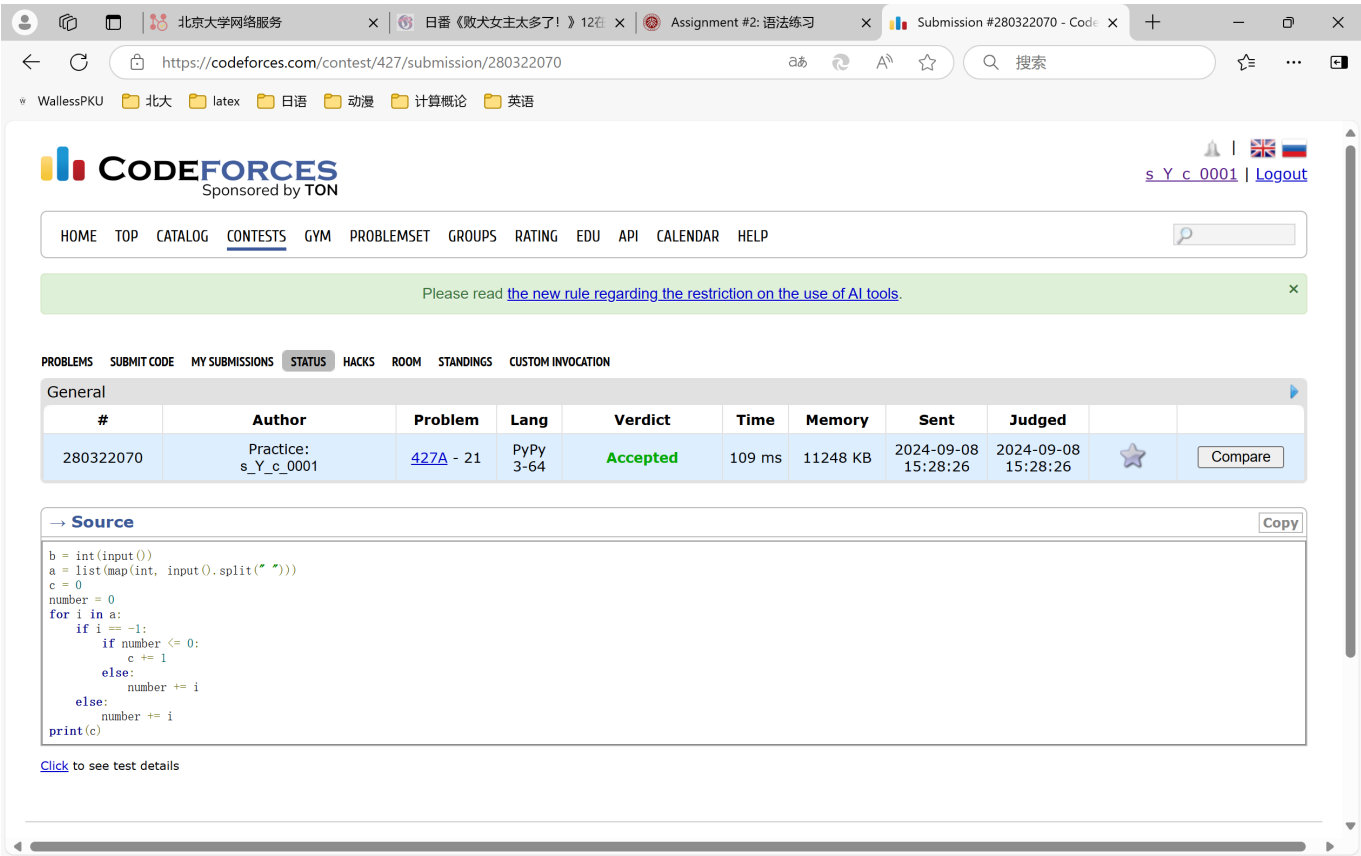 北京大学网络服务
日番《败犬女主太多了！》12在
Assignment #2: 语法练习
Submission #280322070 - Code
https://codeforces.com/contest/427/submission/280322070
搜索
WallessPKU 北大 latex 日语 动漫 计算概论 英语
CODEFORCES
Sponsored by TON
s_Y_c_0001 | Logout
HOME TOP CATALOG CONTESTS GYM PROBLEMSET GROUPS RATING EDU API CALENDAR HELP
Please read the new rule regarding the restriction on the use of AI tools.
PROBLEMS SUBMIT CODE MY SUBMISSIONS STATUS HACKS ROOM STANDINGS CUSTOM INVOCATION
General
# Author Problem Lang Verdict Time Memory Sent Judged
280322070 Practice: s_Y_c_0001 427A - 21 PyPy 3-64 Accepted 109 ms 11248 KB 2024-09-08 15:28:26 2024-09-08 15:28:26 Compare
→ Source Copy
b = int(input())
a = list(map(int, input().split(" ")))
c = 0
number = 0
for i in a:
    if i == -1:
        if number <= 0:
            c += 1
        else:
            number += i
    else:
        number += i
print(c)
Click to see test details